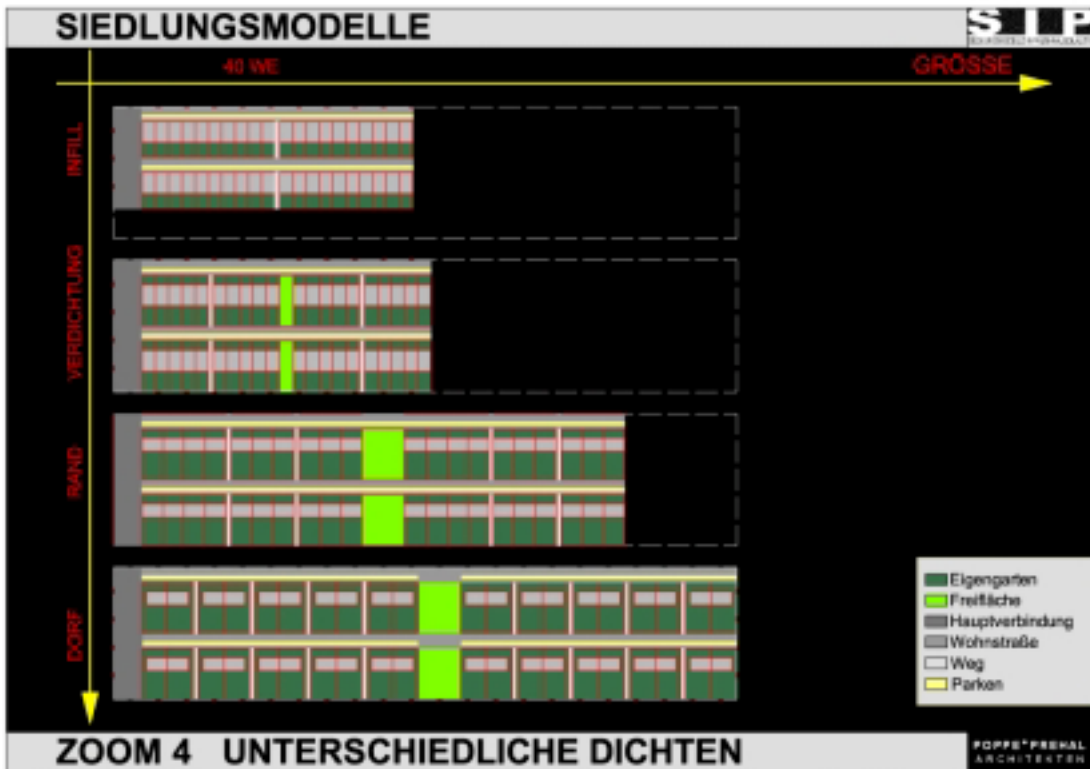 SIEDLUNGSMODELLE
SIP
40 WE
GRÖSSE
INFILL
VERDICHTUNG
RAND
DORF
Eigengarten
Freifläche
Hauptverbindung
Wohnstraße
Weg
Parken
ZOOM 4 UNTERSCHIEDLICHE DICHTEN
POPPE*PREHAL
ARCHITEKTEN